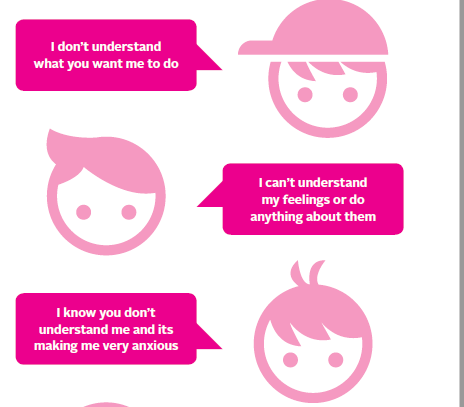 I don't understand
what you want me to do
I can't understand
my feelings or do
anything about them
I know you don't
understand me and its
making me very anxious